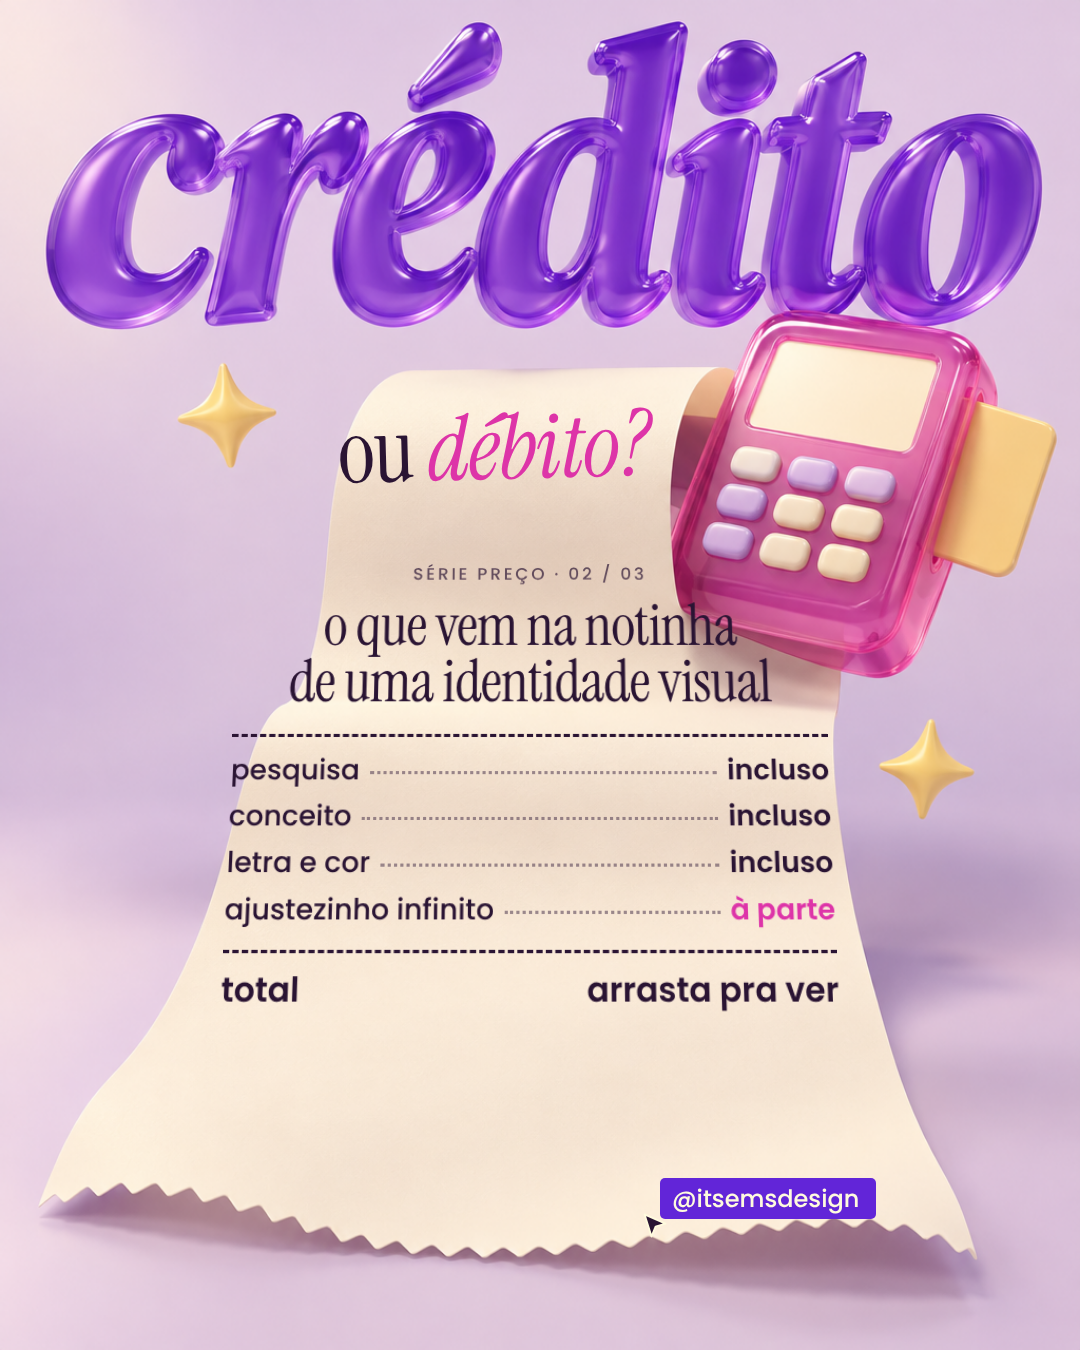 crédito
ou débito?
SÉRIE PREÇO · 02 / 03
o que vem na notinha
de uma identidade visual
pesquisa incluso
conceito incluso
letra e cor incluso
ajustezinho infinito à parte
total arrasta pra ver
@itsemsdesign